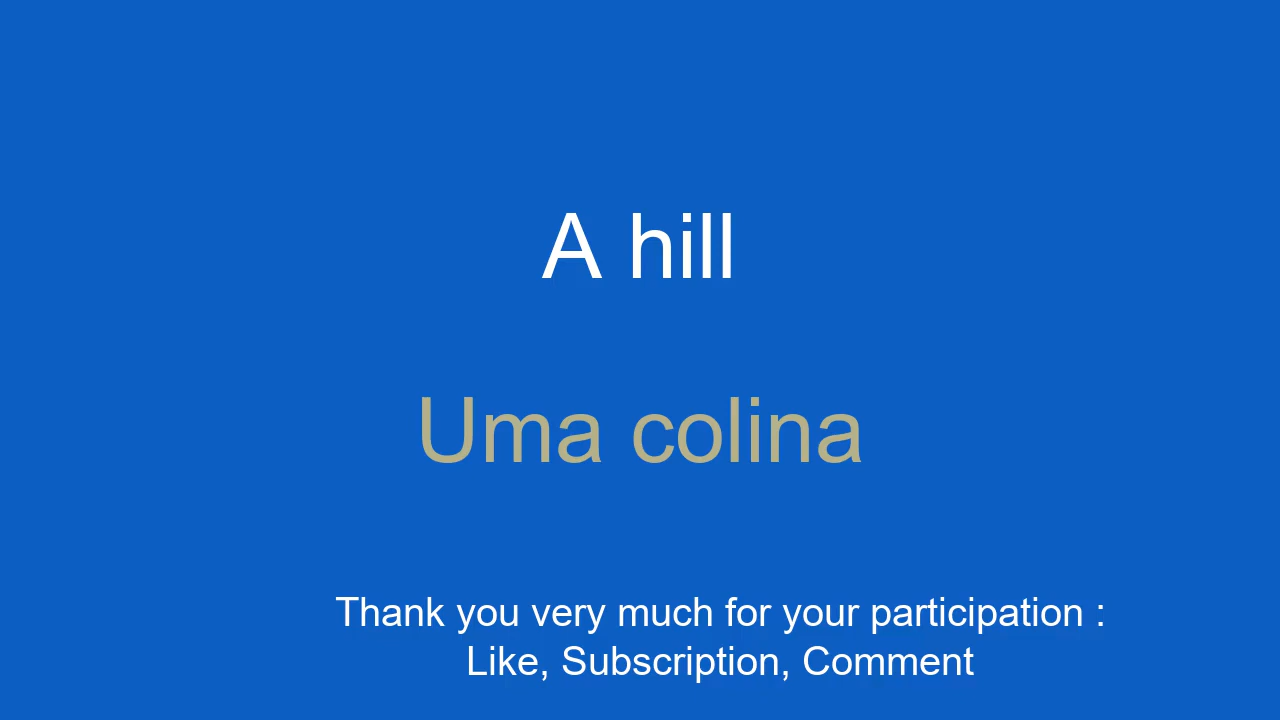 A hill
Uma colina
Thank you very much for your participation :
Like, Subscription, Comment